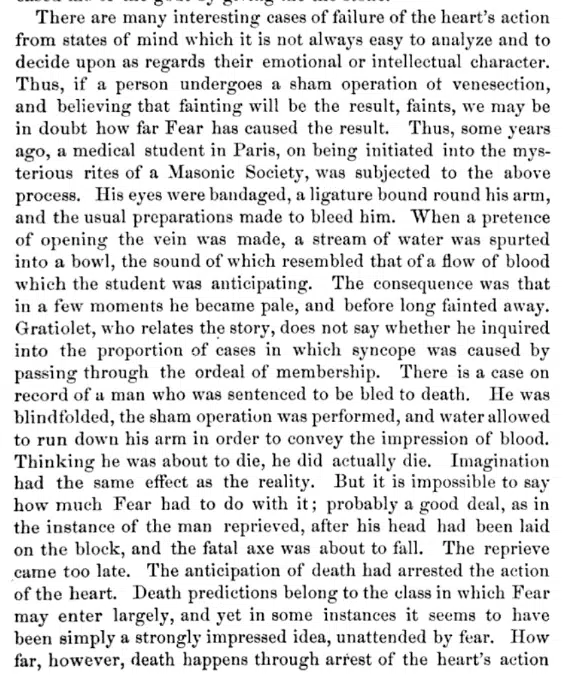 There are many interesting cases of failure of the heart's action
from states of mind which it is not always easy to analyze and to
decide upon as regards their emotional or intellectual character.
Thus, if a person undergoes a sham operation of venesection,
and believing that fainting will be the result, faints, we may be
in doubt how far Fear has caused the result. Thus, some years
ago, a medical student in Paris, on being initiated into the mys-
terious rites of a Masonic Society, was subjected to the above
process. His eyes were bandaged, a ligature bound round his arm,
and the usual preparations made to bleed him. When a pretence
of opening the vein was made, a stream of water was spurted
into a bowl, the sound of which resembled that of a flow of blood
which the student was anticipating. The consequence was that
in a few moments he became pale, and before long fainted away.
Gratiolet, who relates the story, does not say whether he inquired
into the proportion of cases in which syncope was caused by
passing through the ordeal of membership. There is a case on
record of a man who was sentenced to be bled to death. He was
blindfolded, the sham operation was performed, and water allowed
to run down his arm in order to convey the impression of blood.
Thinking he was about to die, he did actually die. Imagination
had the same effect as the reality. But it is impossible to say
how much Fear had to do with it; probably a good deal, as in
the instance of the man reprieved, after his head had been laid
on the block, and the fatal axe was about to fall. The reprieve
came too late. The anticipation of death had arrested the action
of the heart. Death predictions belong to the class in which Fear
may enter largely, and yet in some instances it seems to have
been simply a strongly impressed idea, unattended by fear. How
far, however, death happens through arrest of the heart's action